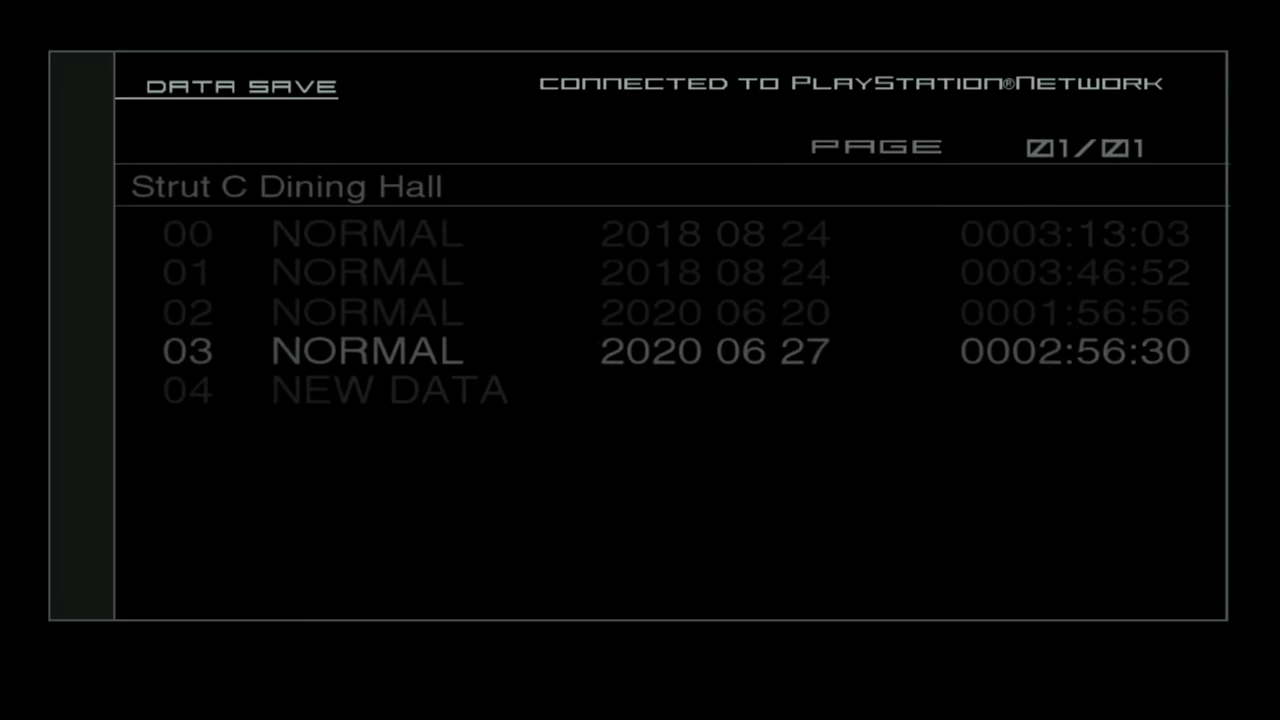 DATA SAVE
CONNECTED TO PLAYSTATION®NETWORK
PAGE 01/01
Strut C Dining Hall
00 NORMAL 2018 08 24 0003:13:03
01 NORMAL 2018 08 24 0003:46:52
02 NORMAL 2020 06 20 0001:56:56
03 NORMAL 2020 06 27 0002:56:30
04 NEW DATA